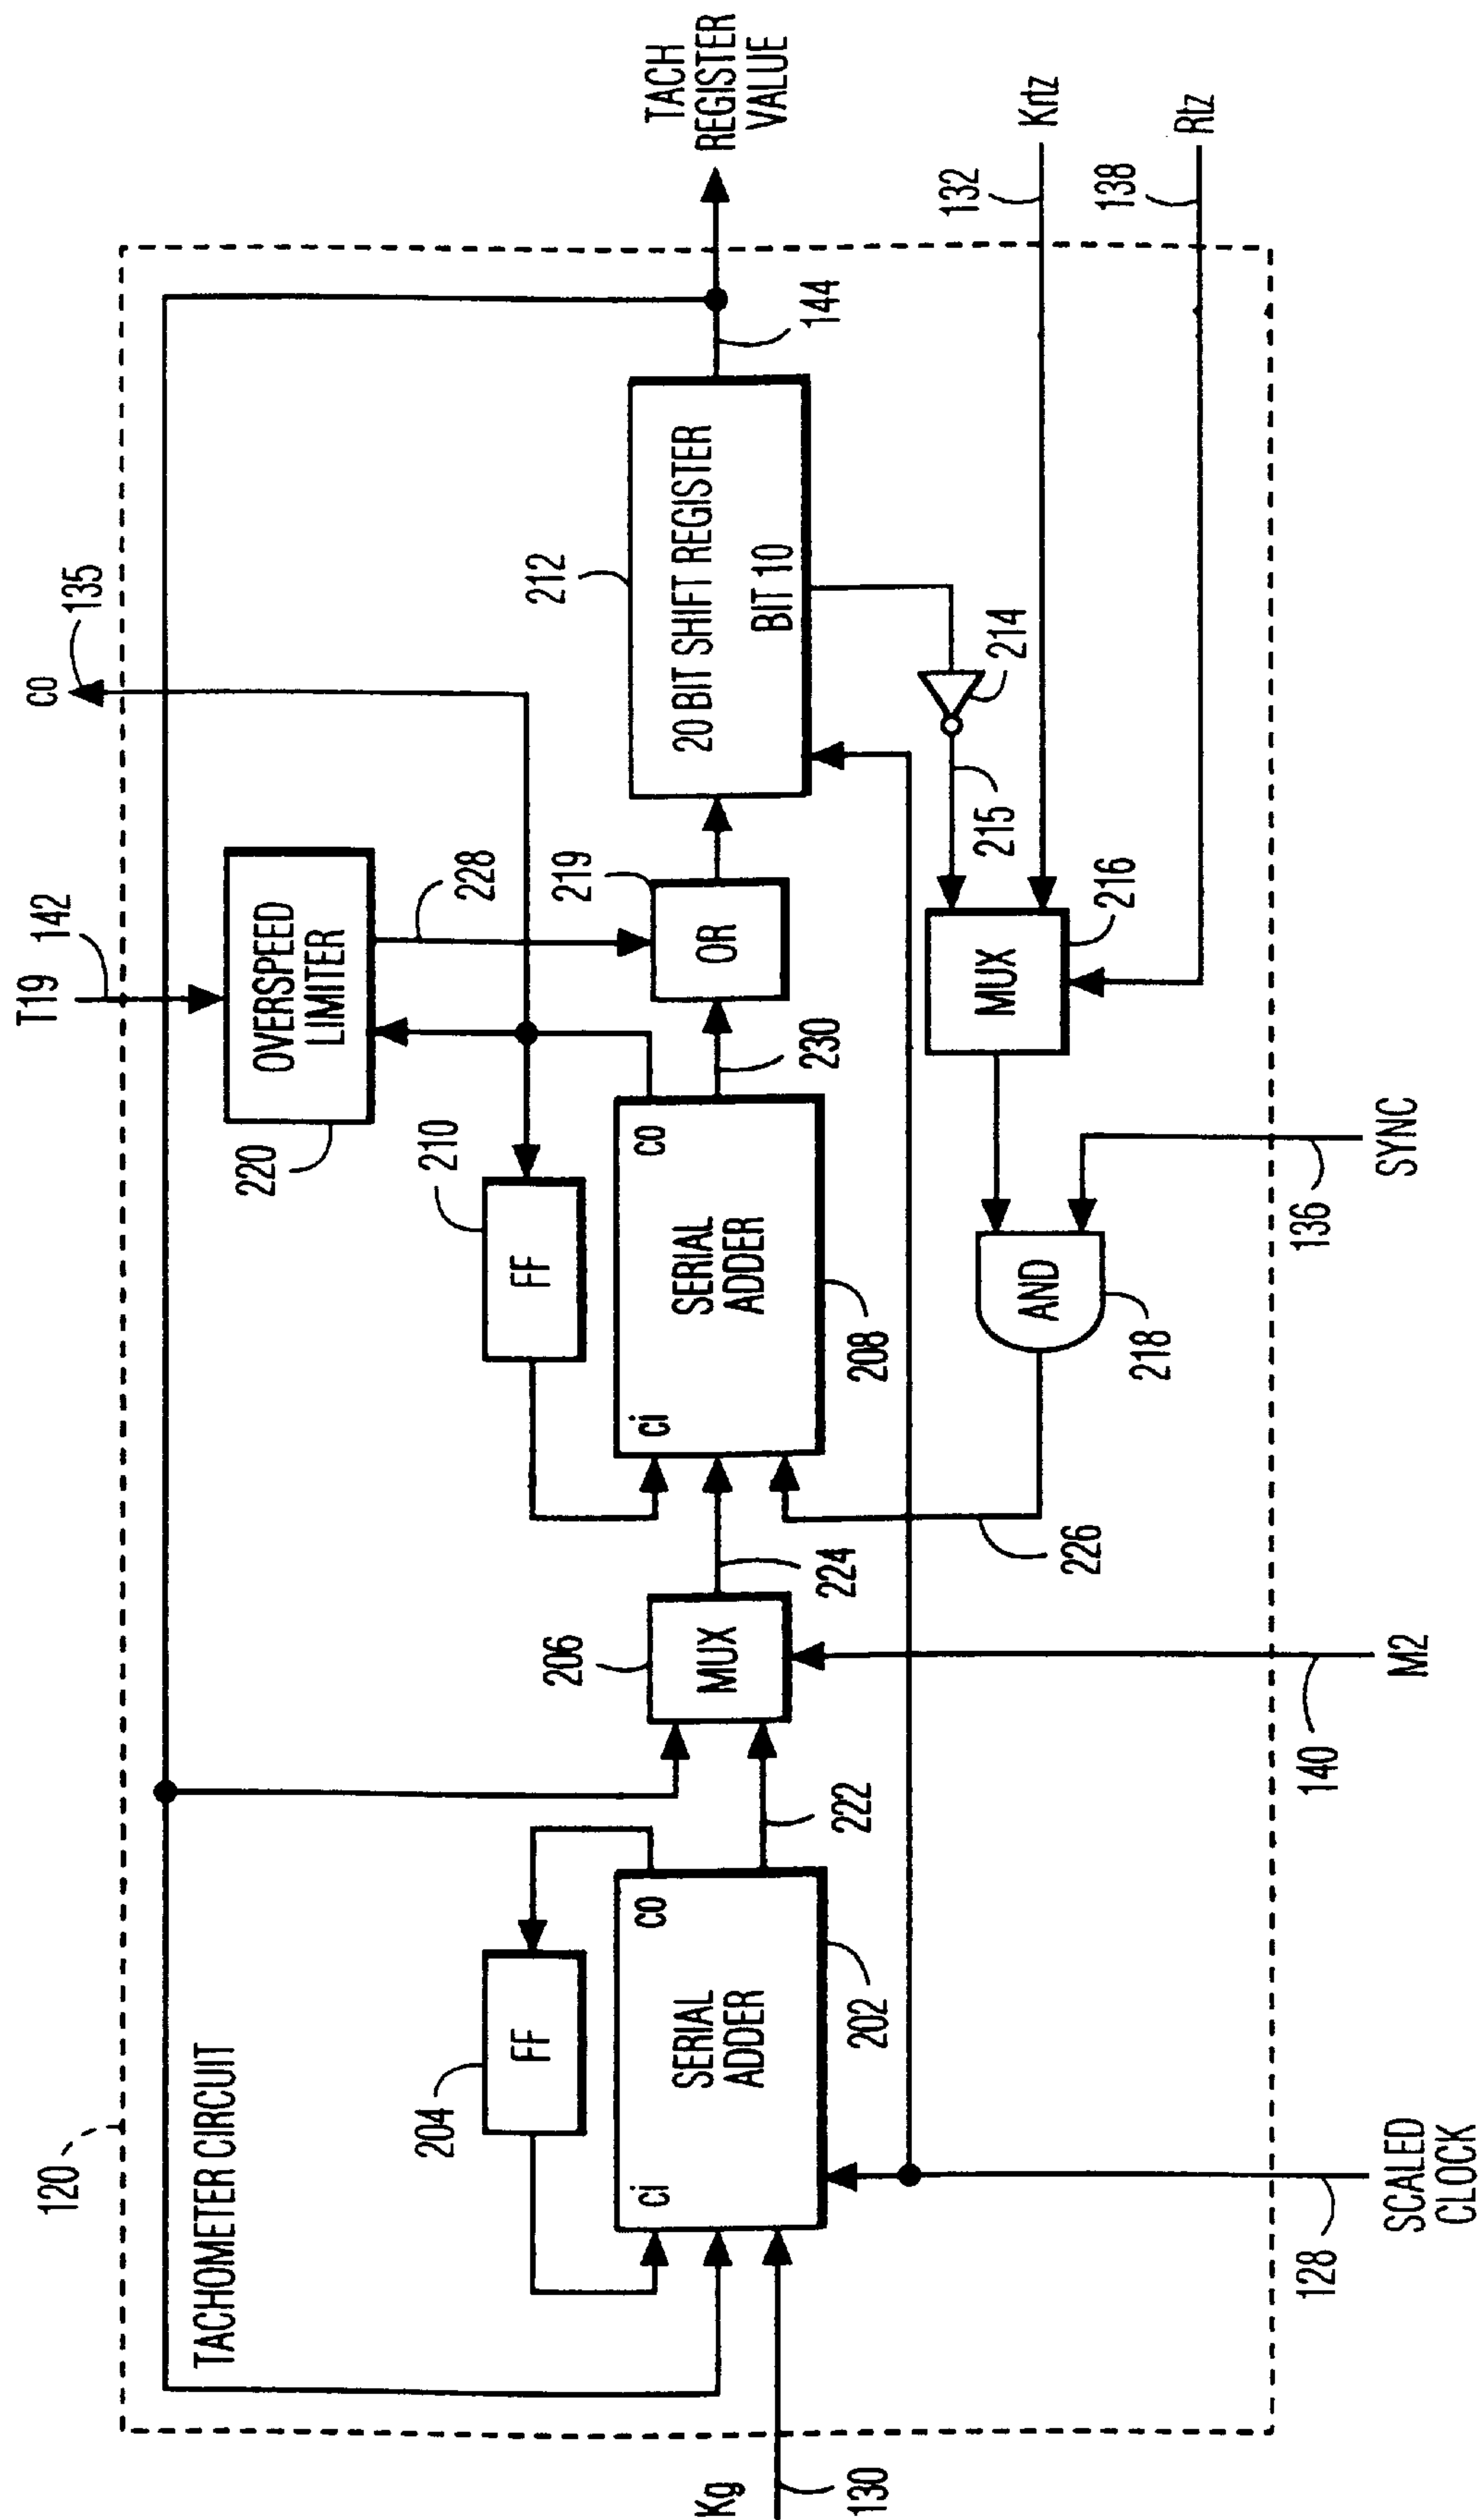 120
TACHOMETER CIRCUIT
T19
142
co
135
OVERSPEED
LIMITER
220
228
204
FF
210
FF
219
212
TACH
REGISTER
VALUE
Kg
130
ci
co
SERIAL
ADDER
202
222
206
MUX
224
ci
co
SERIAL
ADDER
208
230
OR
20 BIT SHIFT REGISTER
BIT 10
144
214
215
216
MUX
132
Knz
138
Rtz
AND
218
226
128
SCALED
CLOCK
140
M2
136
SYNC